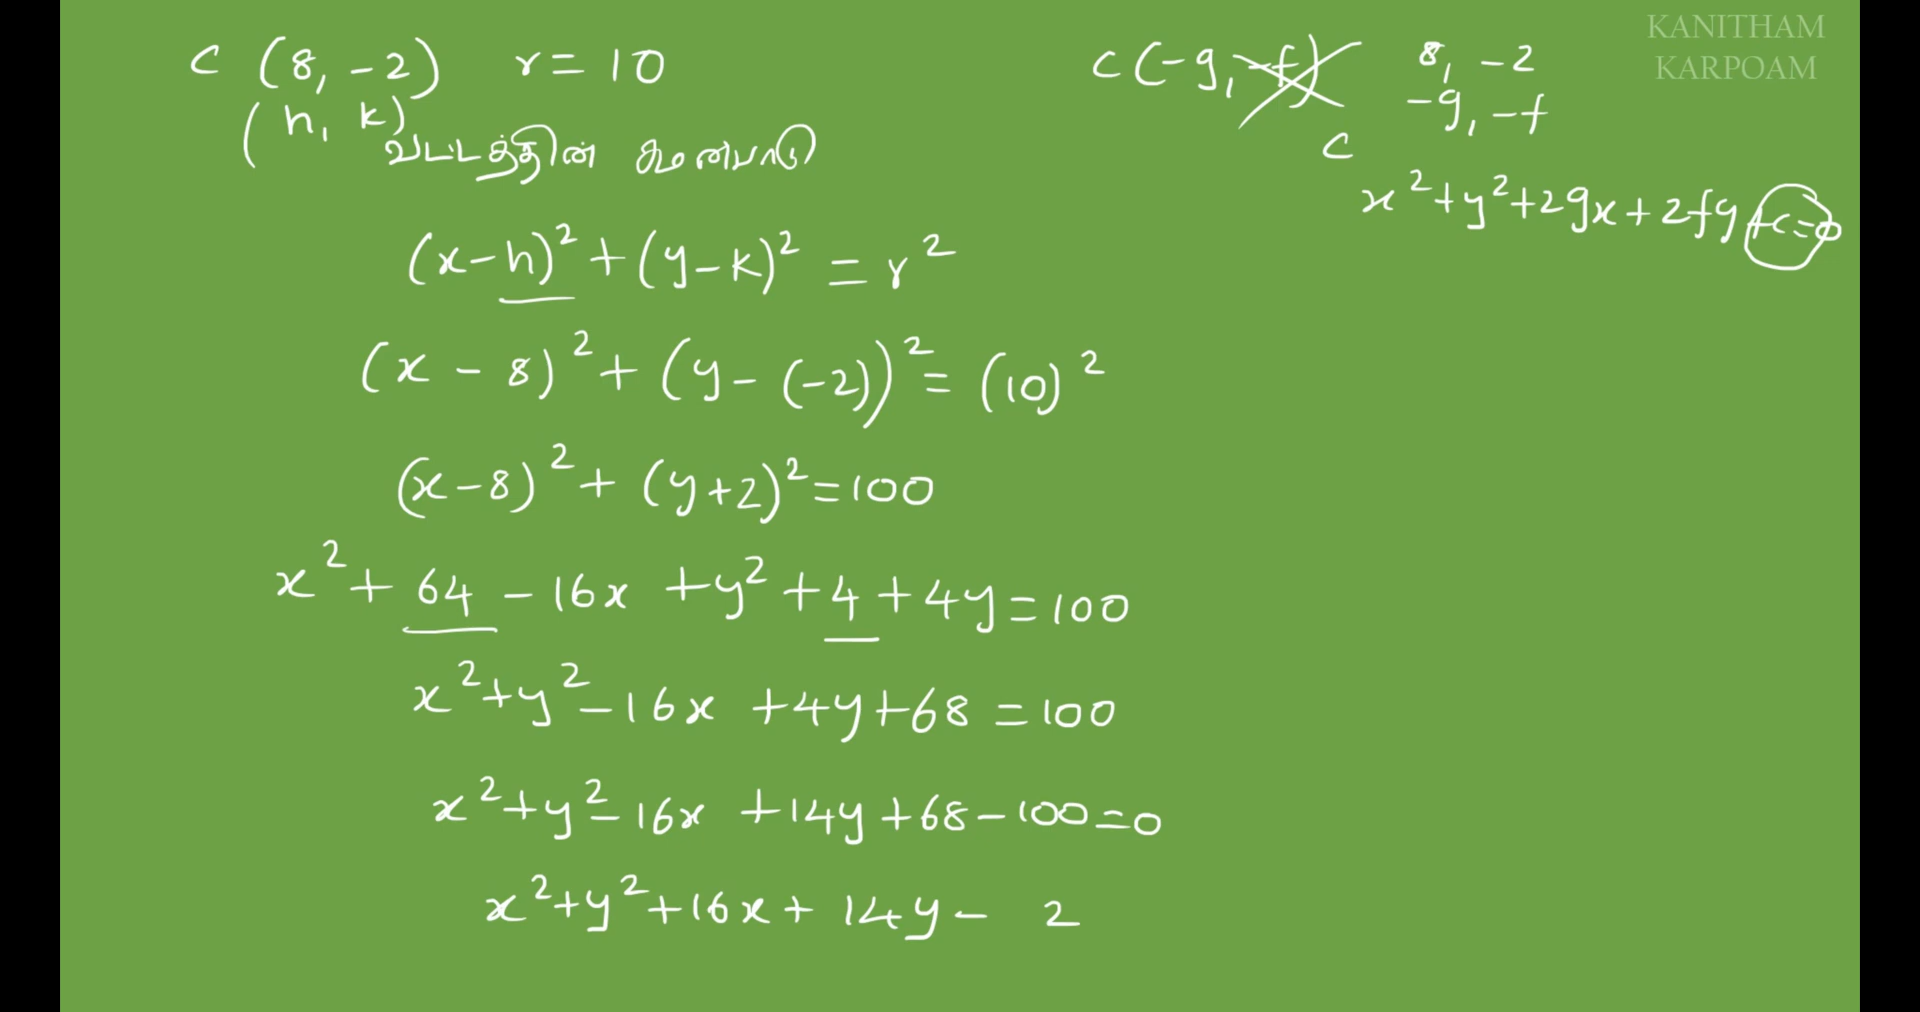 C (8, -2) r = 10
(h, k)
வட்டத்தின் சமன்பாடு
(x-h)² + (y-k)² = r²
(x - 8)² + (y - (-2))² = (10)²
(x-8)² + (y+2)² = 100
x² + 64 - 16x + y² + 4 + 4y = 100
x² + y² - 16x + 4y + 68 = 100
x² + y² - 16x + 14y + 68 - 100 = 0
x² + y² + 16x + 14y - 2
C (-g, -f)
8, -2
-g, -f
C
x² + y² + 2gx + 2fy + c = 0
KANITHAM
KARPOAM